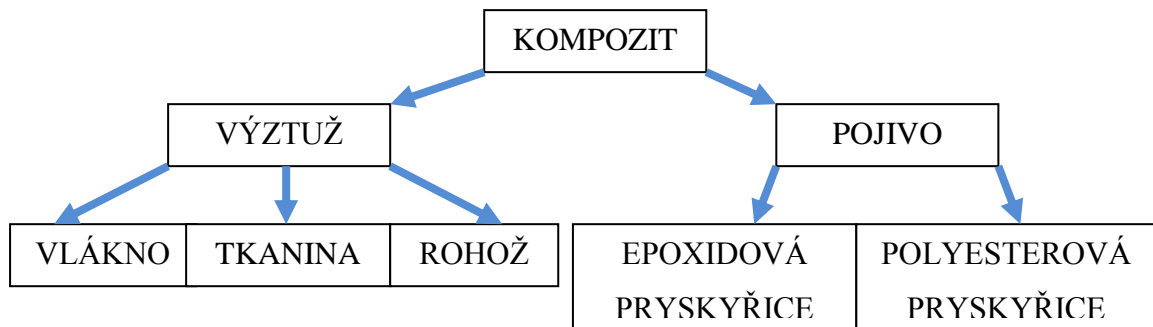 KOMPOZIT
VÝZTUŽ
POJIVO
VLÁKNO
TKANINA
ROHOŽ
EPOXIDOVÁ
PRYSKYŘICE
POLYESTEROVÁ
PRYSKYŘICE